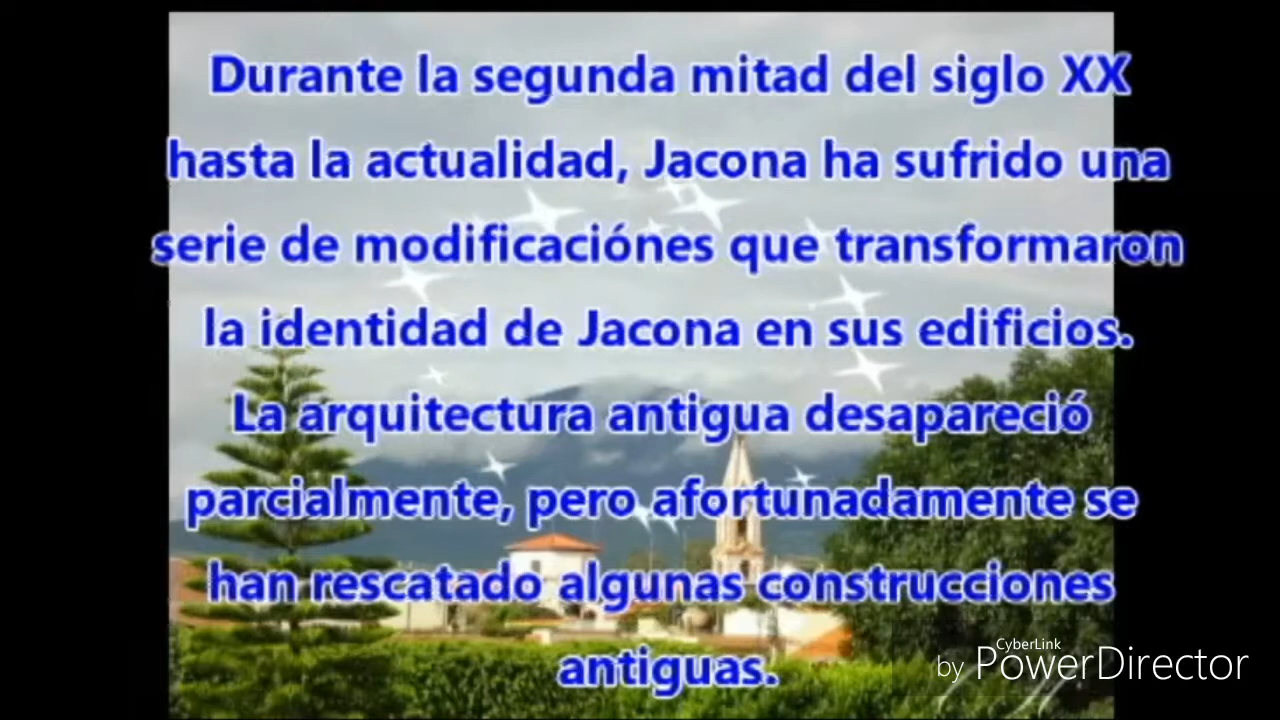 Durante la segunda mitad del siglo XX
hasta la actualidad, Jacona ha sufrido una
serie de modificaciónes que transformaron
la identidad de Jacona en sus edificios.
La arquitectura antigua desapareció
parcialmente, pero afortunadamente se
han rescatado algunas construcciones
antiguas.
CyberLink
by PowerDirector